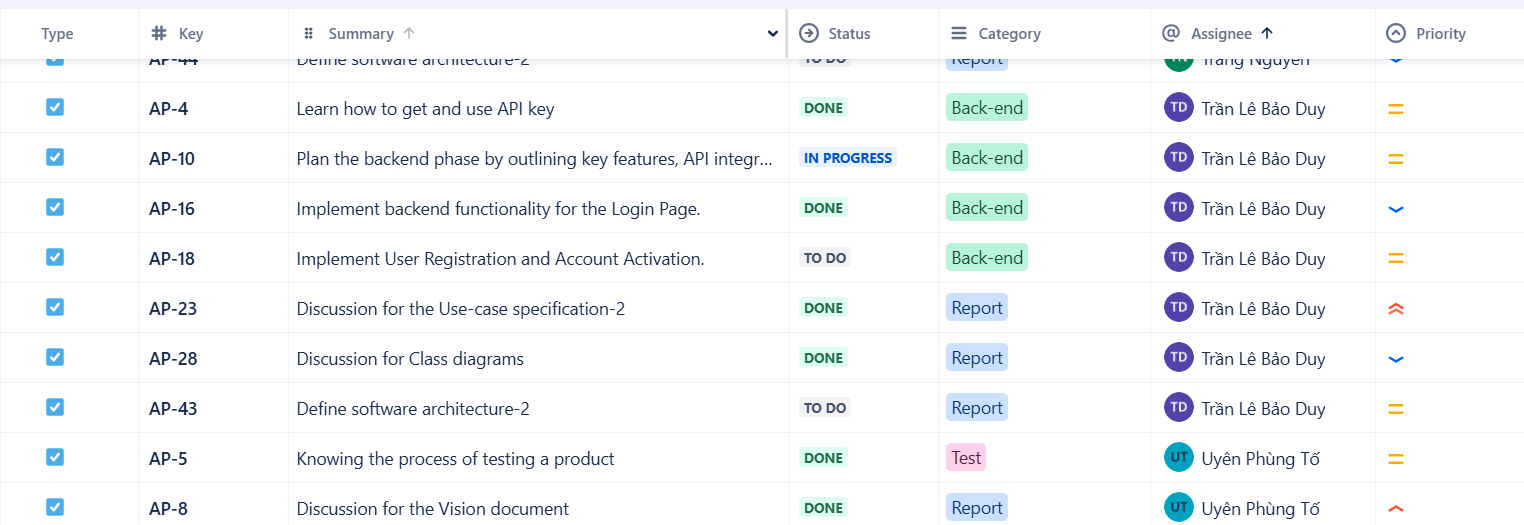 Type Key Summary Status Category Assignee Priority
AP-44 Define software architecture-2 TO DO Report Trang Nguyen
AP-4 Learn how to get and use API key DONE Back-end TD Trần Lê Bảo Duy
AP-10 Plan the backend phase by outlining key features, API integr... IN PROGRESS Back-end TD Trần Lê Bảo Duy
AP-16 Implement backend functionality for the Login Page. DONE Back-end TD Trần Lê Bảo Duy
AP-18 Implement User Registration and Account Activation. TO DO Back-end TD Trần Lê Bảo Duy
AP-23 Discussion for the Use-case specification-2 DONE Report TD Trần Lê Bảo Duy
AP-28 Discussion for Class diagrams DONE Report TD Trần Lê Bảo Duy
AP-43 Define software architecture-2 TO DO Report TD Trần Lê Bảo Duy
AP-5 Knowing the process of testing a product DONE Test UT Uyên Phùng Tố
AP-8 Discussion for the Vision document DONE Report UT Uyên Phùng Tố